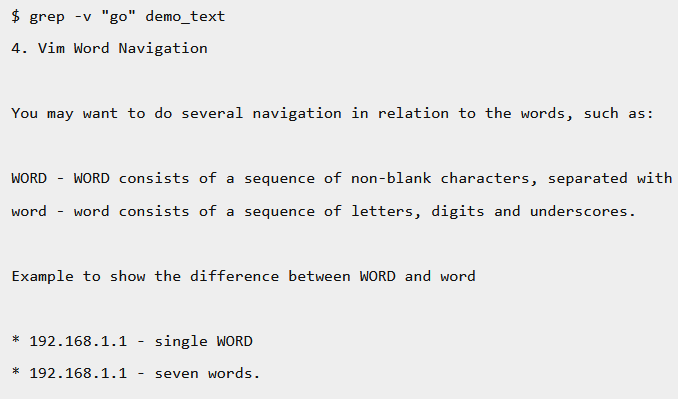 $ grep -v "go" demo_text
4. Vim Word Navigation
You may want to do several navigation in relation to the words, such as:
WORD - WORD consists of a sequence of non-blank characters, separated with
word - word consists of a sequence of letters, digits and underscores.
Example to show the difference between WORD and word
* 192.168.1.1 - single WORD
* 192.168.1.1 - seven words.